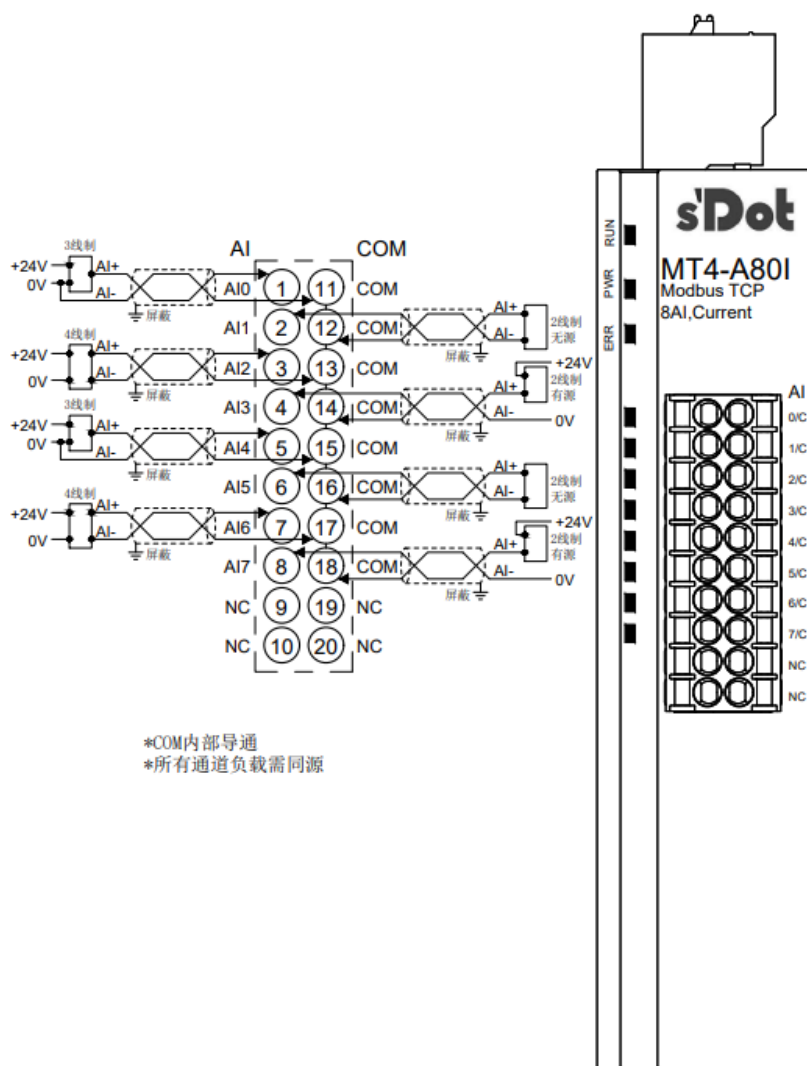 s'Dot
MT4-A80I
Modbus TCP
8AI,Current
RUN
PWR
ERR
AI
0/C
1/C
2/C
3/C
4/C
5/C
6/C
7/C
NC
NC
AI COM
3线制
+24V
0V
AI+
AI-
屏蔽
AI0 1 11 COM
AI1 2 12 COM
AI+
AI-
2线制
无源
屏蔽
4线制
+24V
0V
AI+
AI-
屏蔽
AI2 3 13 COM
AI3 4 14 COM
+24V
AI+
AI-
2线制
有源
0V
屏蔽
3线制
+24V
0V
AI+
AI-
屏蔽
AI4 5 15 COM
AI5 6 16 COM
AI+
AI-
2线制
无源
屏蔽
4线制
+24V
0V
AI+
AI-
屏蔽
AI6 7 17 COM
AI7 8 18 COM
+24V
AI+
AI-
2线制
有源
0V
屏蔽
NC 9 19 NC
NC 10 20 NC
*COM内部导通
*所有通道负载需同源